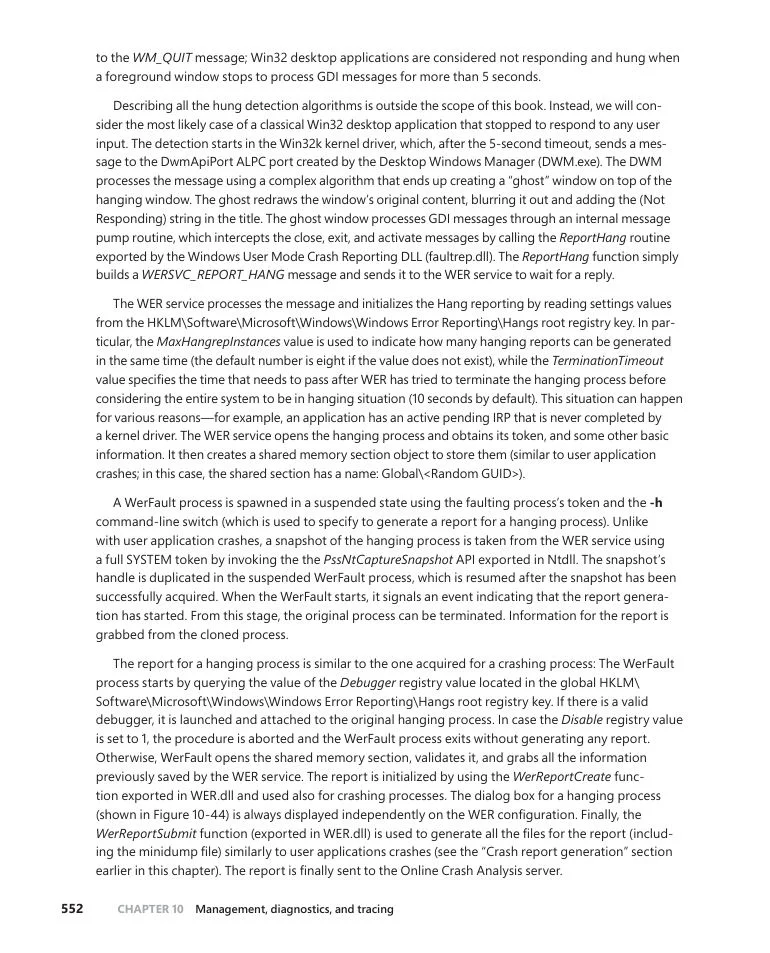 to the WM_QUIT message; Win32 desktop applications are considered not responding and hung when
a foreground window stops to process GDI messages for more than 5 seconds.
Describing all the hung detection algorithms is outside the scope of this book. Instead, we will con-
sider the most likely case of a classical Win32 desktop application that stopped to respond to any user
input. The detection starts in the Win32k kernel driver, which, after the 5-second timeout, sends a mes-
sage to the DwmApiPort ALPC port created by the Desktop Windows Manager (DWM.exe). The DWM
processes the message using a complex algorithm that ends up creating a “ghost” window on top of the
hanging window. The ghost redraws the window’s original content, blurring it out and adding the (Not
Responding) string in the title. The ghost window processes GDI messages through an internal message
pump routine, which intercepts the close, exit, and activate messages by calling the ReportHang routine
exported by the Windows User Mode Crash Reporting DLL (faultrep.dll). The ReportHang function simply
builds a WERSVC_REPORT_HANG message and sends it to the WER service to wait for a reply.
The WER service processes the message and initializes the Hang reporting by reading settings values
from the HKLM\Software\Microsoft\Windows\Windows Error Reporting\Hangs root registry key. In par-
ticular, the MaxHangrepInstances value is used to indicate how many hanging reports can be generated
in the same time (the default number is eight if the value does not exist), while the TerminationTimeout
value specifies the time that needs to pass after WER has tried to terminate the hanging process before
considering the entire system to be in hanging situation (10 seconds by default). This situation can happen
for various reasons—for example, an application has an active pending IRP that is never completed by
a kernel driver. The WER service opens the hanging process and obtains its token, and some other basic
information. It then creates a shared memory section object to store them (similar to user application
crashes; in this case, the shared section has a name: Global\<Random GUID>).
A WerFault process is spawned in a suspended state using the faulting process’s token and the -h
command-line switch (which is used to specify to generate a report for a hanging process). Unlike
with user application crashes, a snapshot of the hanging process is taken from the WER service using
a full SYSTEM token by invoking the the PssNtCaptureSnapshot API exported in Ntdll. The snapshot’s
handle is duplicated in the suspended WerFault process, which is resumed after the snapshot has been
successfully acquired. When the WerFault starts, it signals an event indicating that the report genera-
tion has started. From this stage, the original process can be terminated. Information for the report is
grabbed from the cloned process.
The report for a hanging process is similar to the one acquired for a crashing process: The WerFault
process starts by querying the value of the Debugger registry value located in the global HKLM\
Software\Microsoft\Windows\Windows Error Reporting\Hangs root registry key. If there is a valid
debugger, it is launched and attached to the original hanging process. In case the Disable registry value
is set to 1, the procedure is aborted and the WerFault process exits without generating any report.
Otherwise, WerFault opens the shared memory section, validates it, and grabs all the information
previously saved by the WER service. The report is initialized by using the WerReportCreate func-
tion exported in WER.dll and used also for crashing processes. The dialog box for a hanging process
(shown in Figure 10-44) is always displayed independently on the WER configuration. Finally, the
WerReportSubmit function (exported in WER.dll) is used to generate all the files for the report (includ-
ing the minidump file) similarly to user applications crashes (see the “Crash report generation” section
earlier in this chapter). The report is finally sent to the Online Crash Analysis server.
552 CHAPTER 10 Management, diagnostics, and tracing